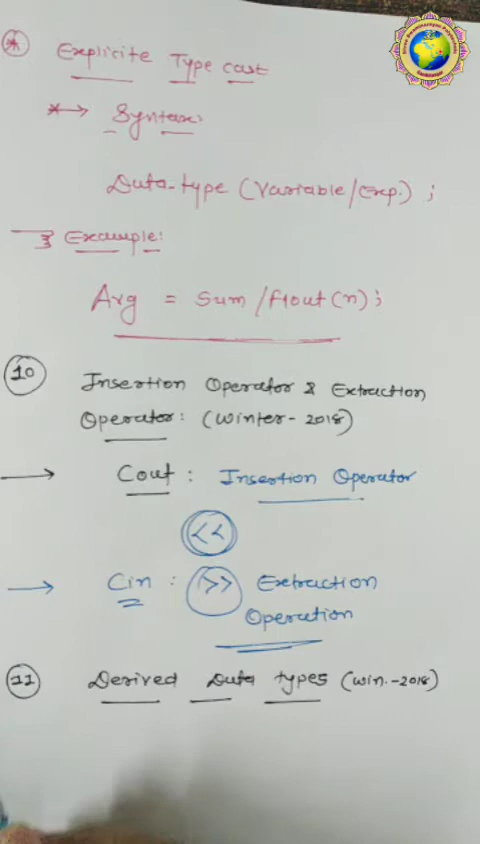 * Explicite Type cast
*→ Syntax:
Data-type (Variable/Exp.) ;
→ Example:
Avg = Sum / float (n) ;
10 Insertion Operator & Extraction
Operator: (Winter - 2018)
→ Cout : Insertion Operator
<<
→ Cin : >> Extraction
Operation
11 Derived Data types (Win.-2018)